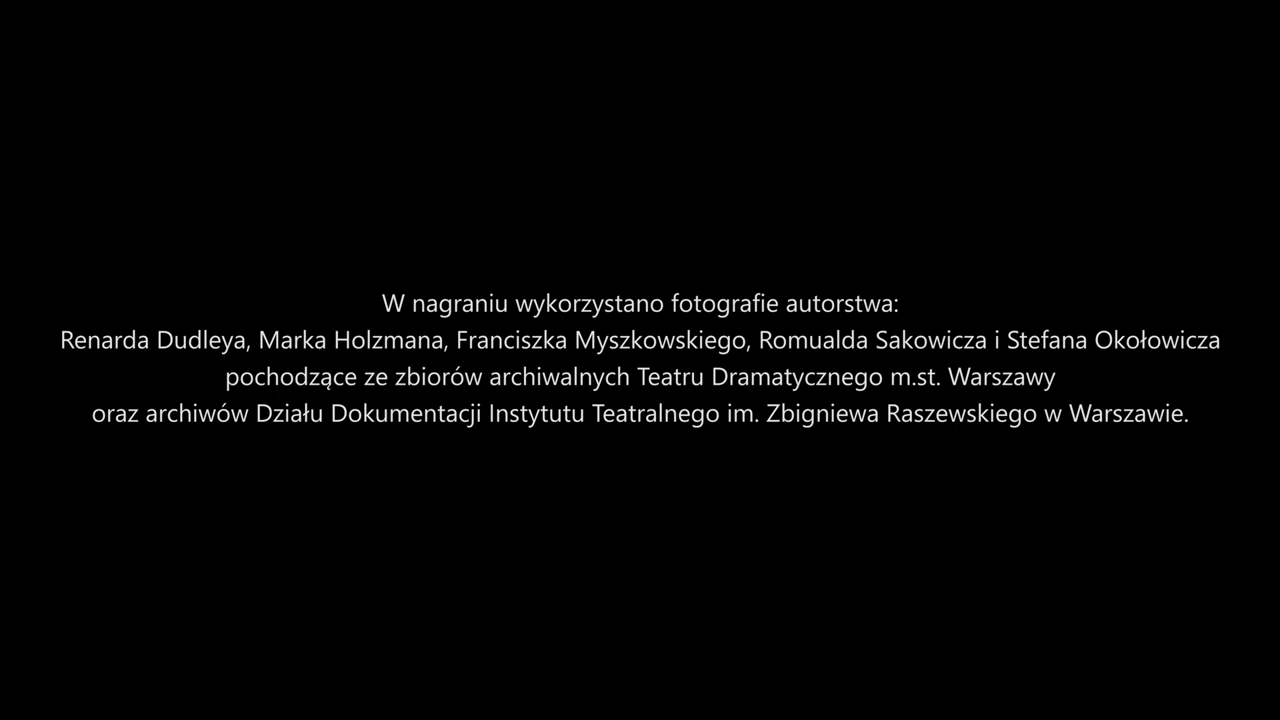 W nagraniu wykorzystano fotografie autorstwa:
Renarda Dudleya, Marka Holzmana, Franciszka Myszkowskiego, Romualda Sakowicza i Stefana Okołowicza
pochodzące ze zbiorów archiwalnych Teatru Dramatycznego m.st. Warszawy
oraz archiwów Działu Dokumentacji Instytutu Teatralnego im. Zbigniewa Raszewskiego w Warszawie.